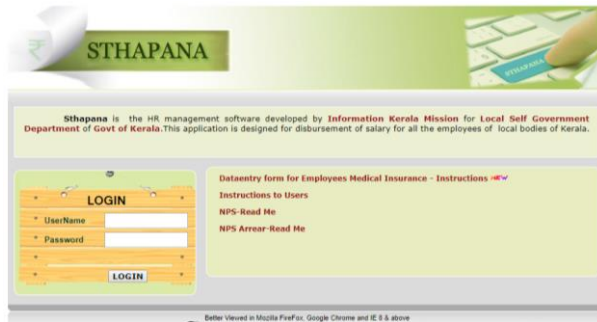 STHAPANA
STHAPANA
Sthapana is the HR management software developed by Information Kerala Mission for Local Self Government
Department of Govt of Kerala.This application is designed for disbursement of salary for all the employees of local bodies of Kerala.
LOGIN
UserName
Password
LOGIN
Dataentry form for Employees Medical Insurance - Instructions NEW
Instructions to Users
NPS-Read Me
NPS Arrear-Read Me
Better Viewed in Mozilla FireFox, Google Chrome and IE 8 & above